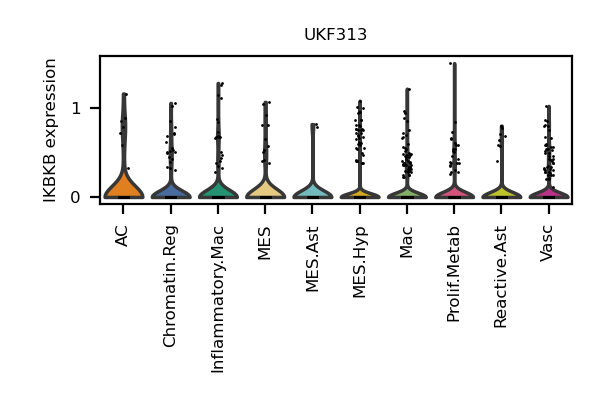 UKF313
IKBKB expression
1
0
AC
Chromatin.Reg
Inflammatory.Mac
MES
MES.Ast
MES.Hyp
Mac
Prolif.Metab
Reactive.Ast
Vasc